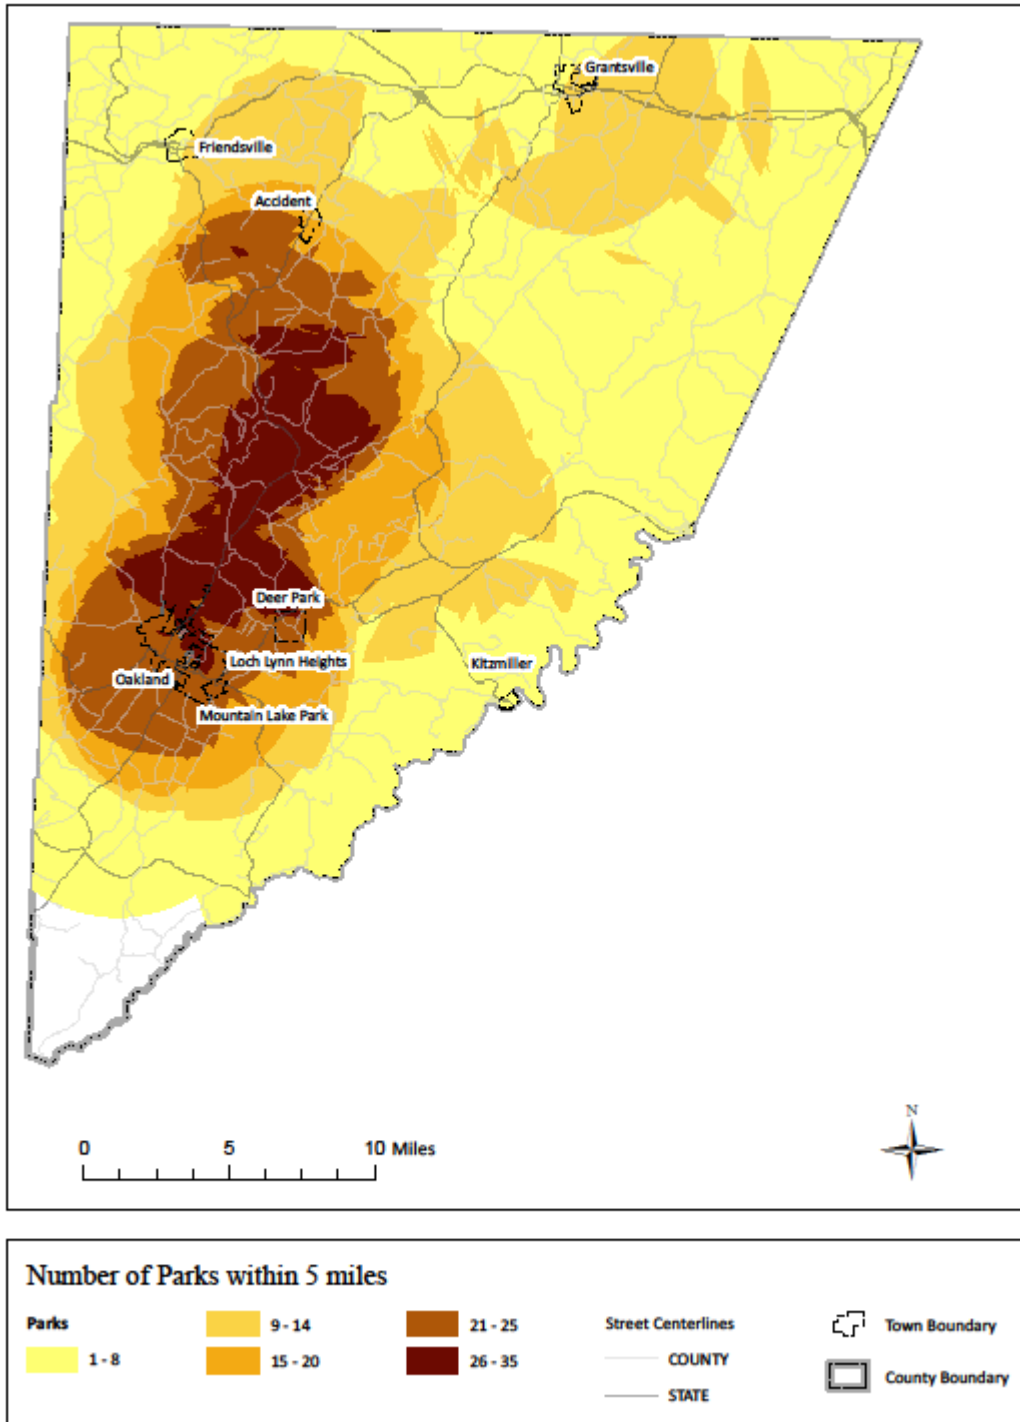 Grantsville
Friendsville
Accident
Deer Park
Loch Lynn Heights
Kitzmiller
Oakland
Mountain Lake Park
N
0 5 10 Miles
Number of Parks within 5 miles
Parks
1 - 8
9 - 14
15 - 20
21 - 25
26 - 35
Street Centerlines
COUNTY
STATE
Town Boundary
County Boundary